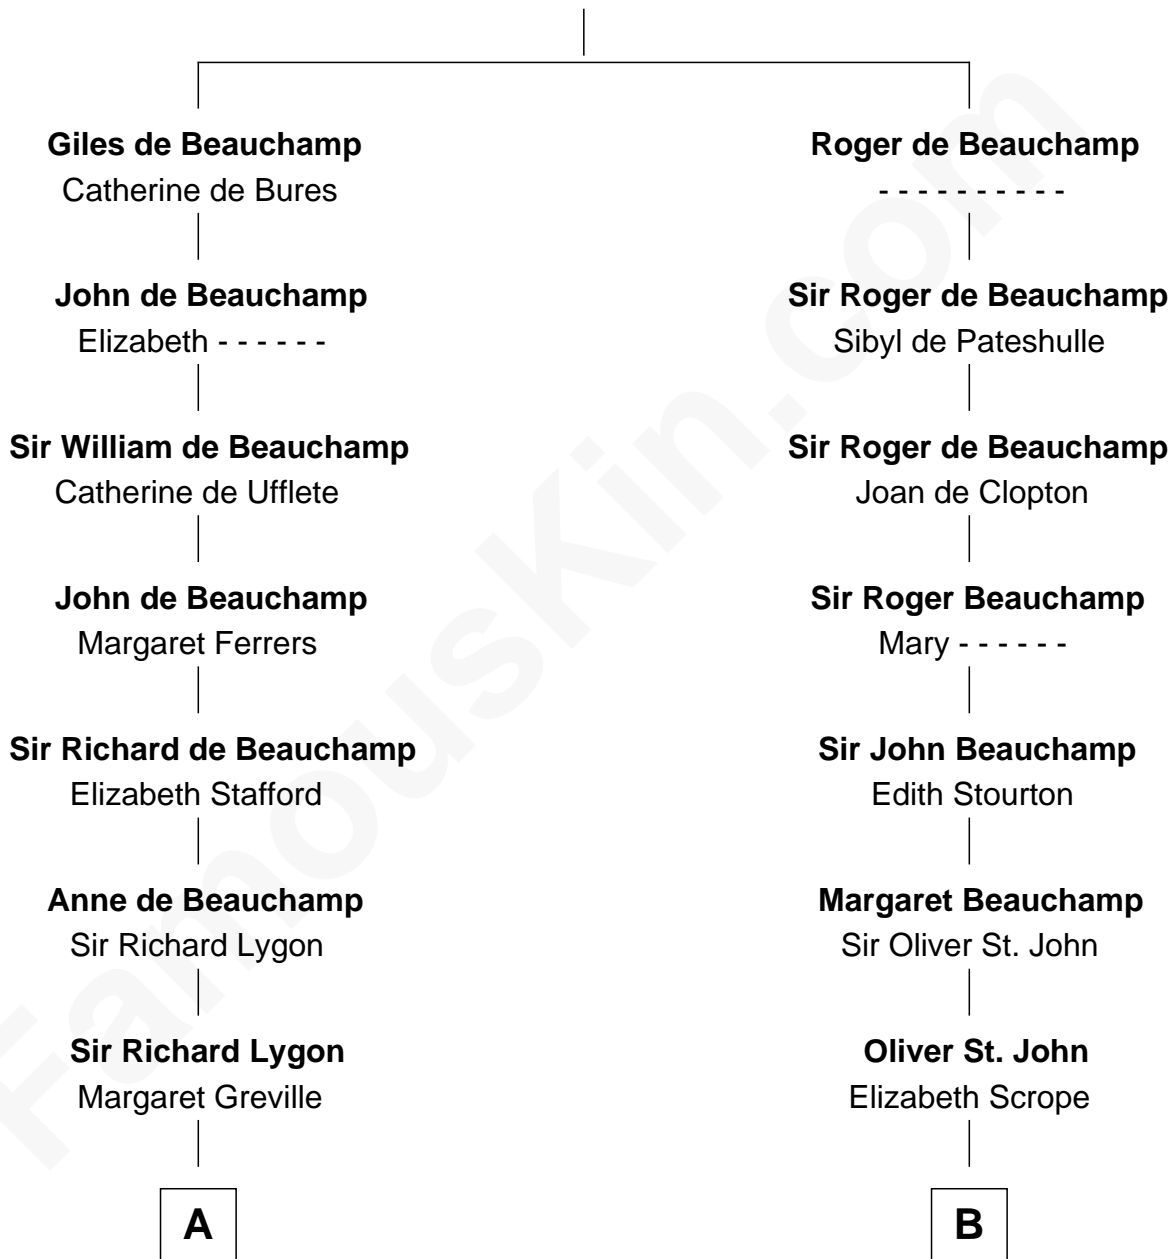 Giles de Beauchamp
Catherine de Bures
John de Beauchamp
Elizabeth - - - - - -
Sir William de Beauchamp
Catherine de Ufflete
John de Beauchamp
Margaret Ferrers
Sir Richard de Beauchamp
Elizabeth Stafford
Anne de Beauchamp
Sir Richard Lygon
Sir Richard Lygon
Margaret Greville
A
Roger de Beauchamp
- - - - - - - - - -
Sir Roger de Beauchamp
Sibyl de Pateshulle
Sir Roger de Beauchamp
Joan de Clopton
Sir Roger Beauchamp
Mary - - - - - -
Sir John Beauchamp
Edith Stourton
Margaret Beauchamp
Sir Oliver St. John
Oliver St. John
Elizabeth Scrope
B
FamousKin.com